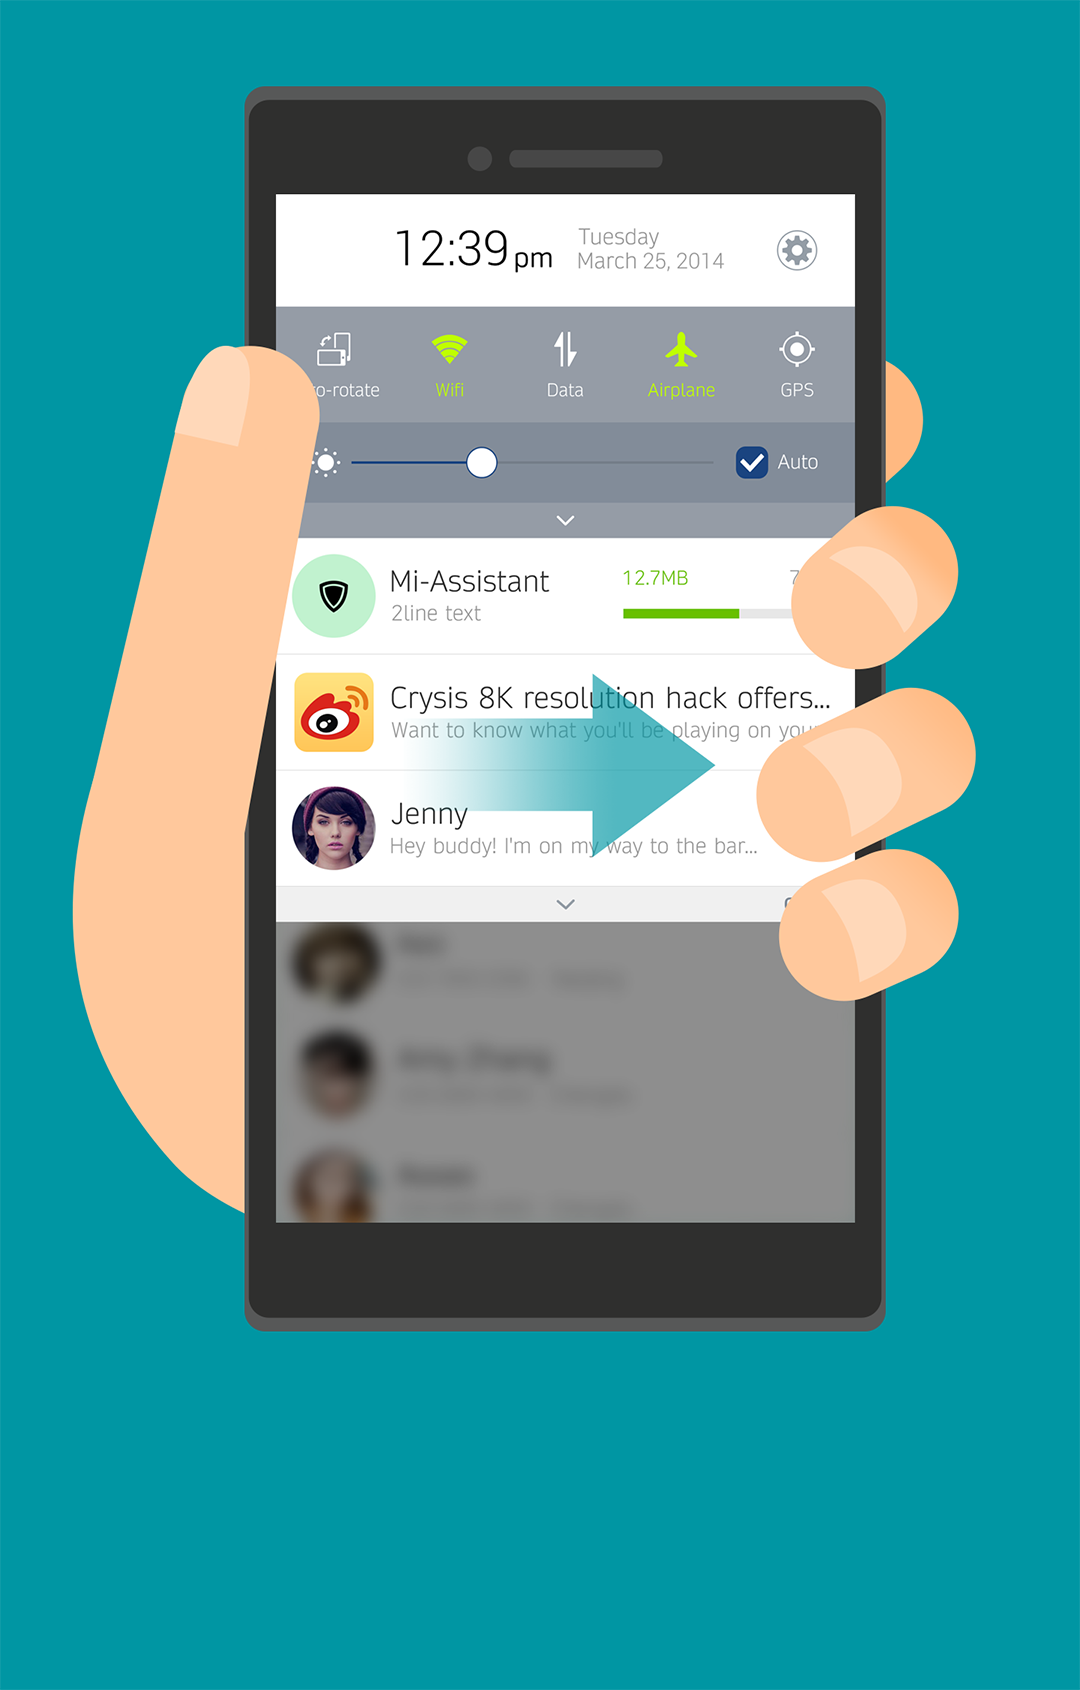 12:39 pm
Tuesday
March 25, 2014
o-rotate
Wifi
Data
Airplane
GPS
Auto
Mi-Assistant
2line text
12.7MB
7
Crysis 8K resolution hack offers...
Want to know what you'll be playing on you
Jenny
Hey buddy! I'm on my way to the bar...
Amy Zhang